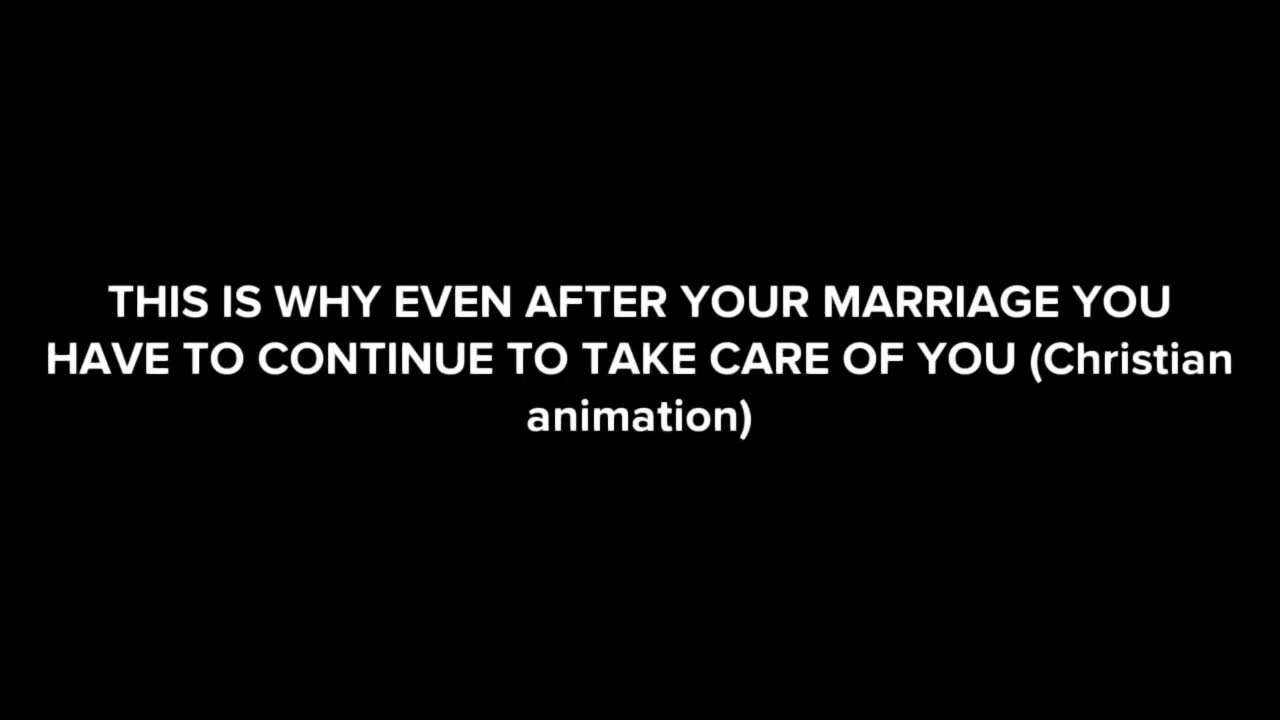 THIS IS WHY EVEN AFTER YOUR MARRIAGE YOU
HAVE TO CONTINUE TO TAKE CARE OF YOU (Christian
animation)